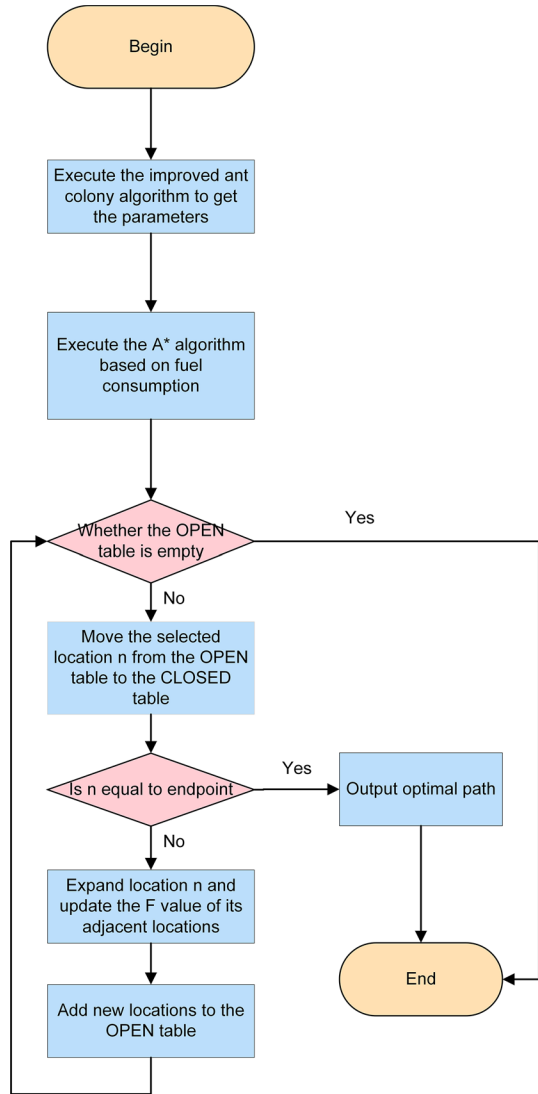 Begin
Execute the improved ant
colony algorithm to get
the parameters
Execute the A* algorithm
based on fuel
consumption
Whether the OPEN
table is empty
Yes
No
Move the selected
location n from the OPEN
table to the CLOSED
table
Is n equal to endpoint
Yes
Output optimal path
No
Expand location n and
update the F value of its
adjacent locations
End
Add new locations to the
OPEN table